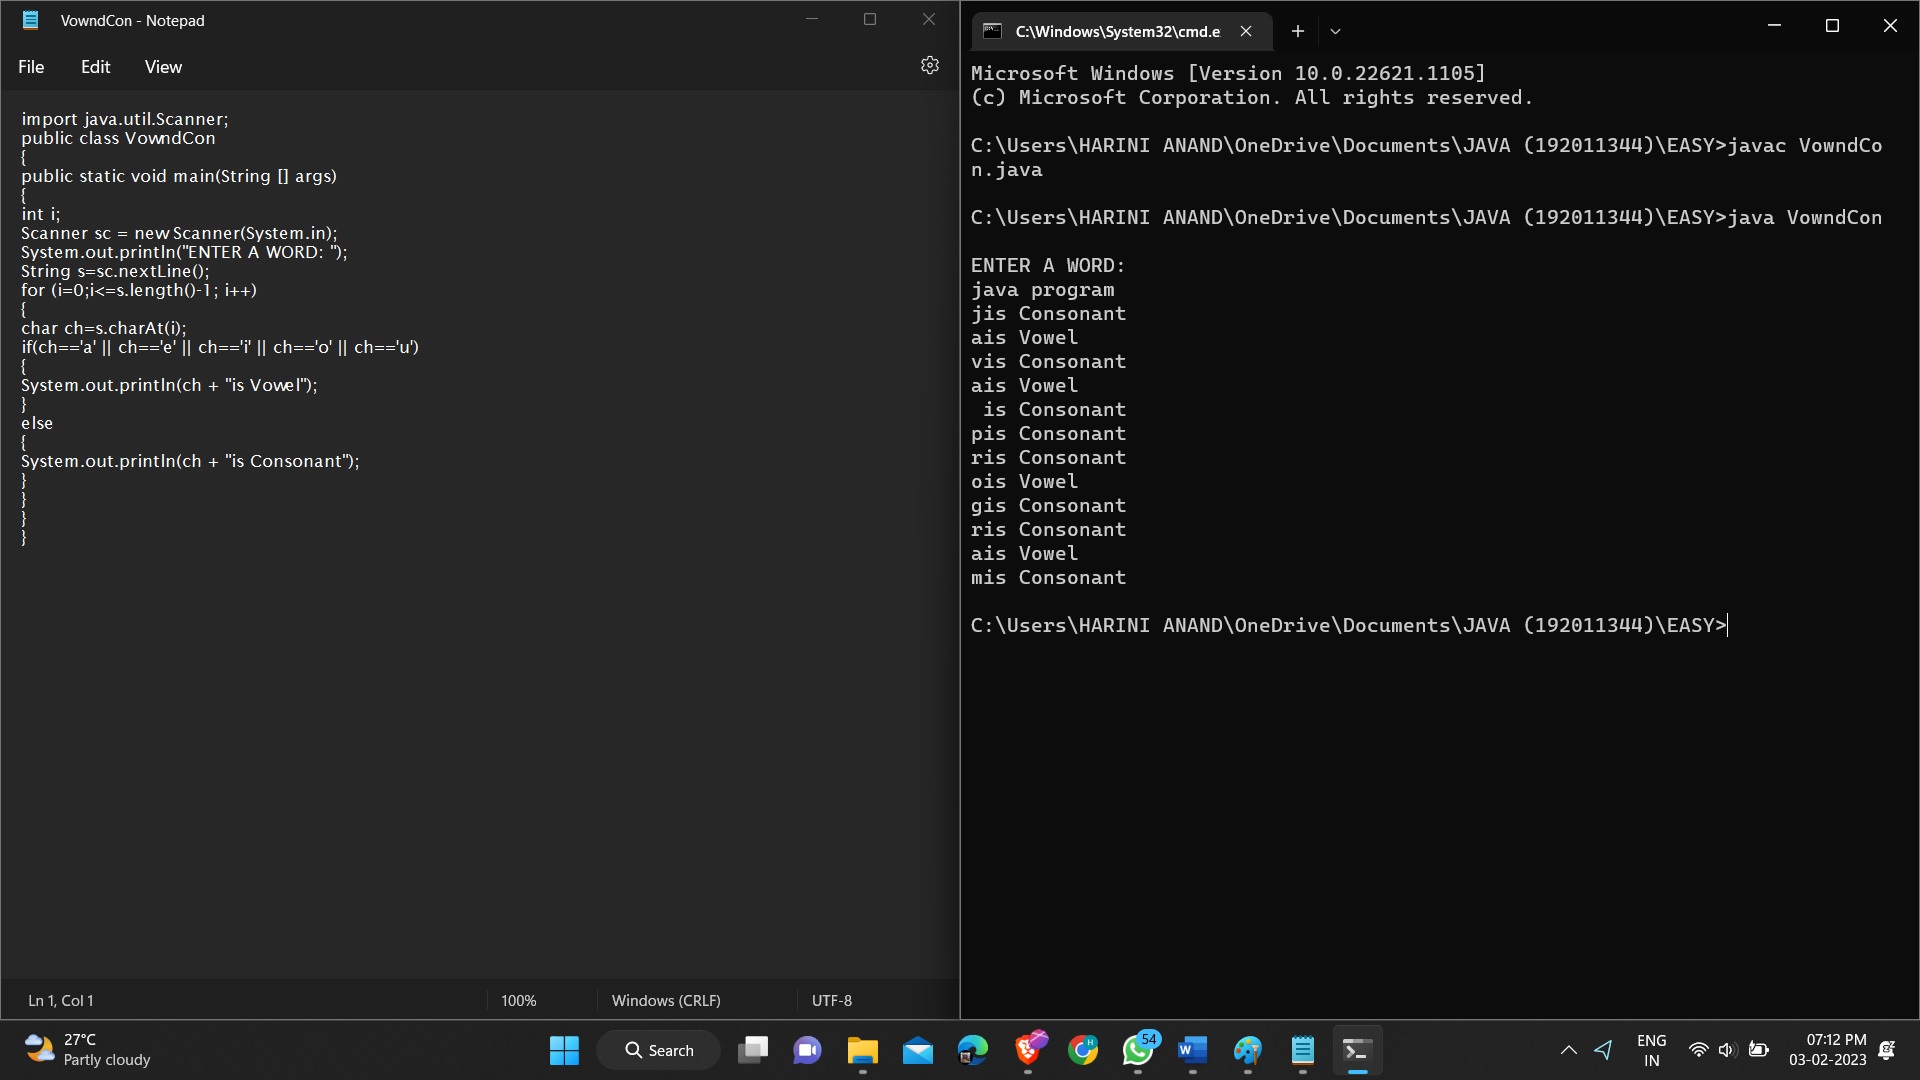 VowndCon - Notepad
File Edit View
import java.util.Scanner;
public class VowndCon
{
public static void main(String [] args)
{
int i;
Scanner sc = new Scanner(System.in);
System.out.println("ENTER A WORD: ");
String s=sc.nextLine();
for (i=0;i<=s.length()-1; i++)
{
char ch=s.charAt(i);
if(ch=='a' || ch=='e' || ch=='i' || ch=='o' || ch=='u')
{
System.out.println(ch + "is Vowel");
}
else
{
System.out.println(ch + "is Consonant");
}
}
}
}
Ln 1, Col 1 100% Windows (CRLF) UTF-8
C:\Windows\System32\cmd.e
Microsoft Windows [Version 10.0.22621.1105]
(c) Microsoft Corporation. All rights reserved.
C:\Users\HARINI ANAND\OneDrive\Documents\JAVA (192011344)\EASY>javac VowndCo
n.java
C:\Users\HARINI ANAND\OneDrive\Documents\JAVA (192011344)\EASY>java VowndCon
ENTER A WORD:
java program
jis Consonant
ais Vowel
vis Consonant
ais Vowel
 is Consonant
pis Consonant
ris Consonant
ois Vowel
gis Consonant
ris Consonant
ais Vowel
mis Consonant
C:\Users\HARINI ANAND\OneDrive\Documents\JAVA (192011344)\EASY>
27°C
Partly cloudy
Search
H
54
W
ENG
IN
07:12 PM
03-02-2023